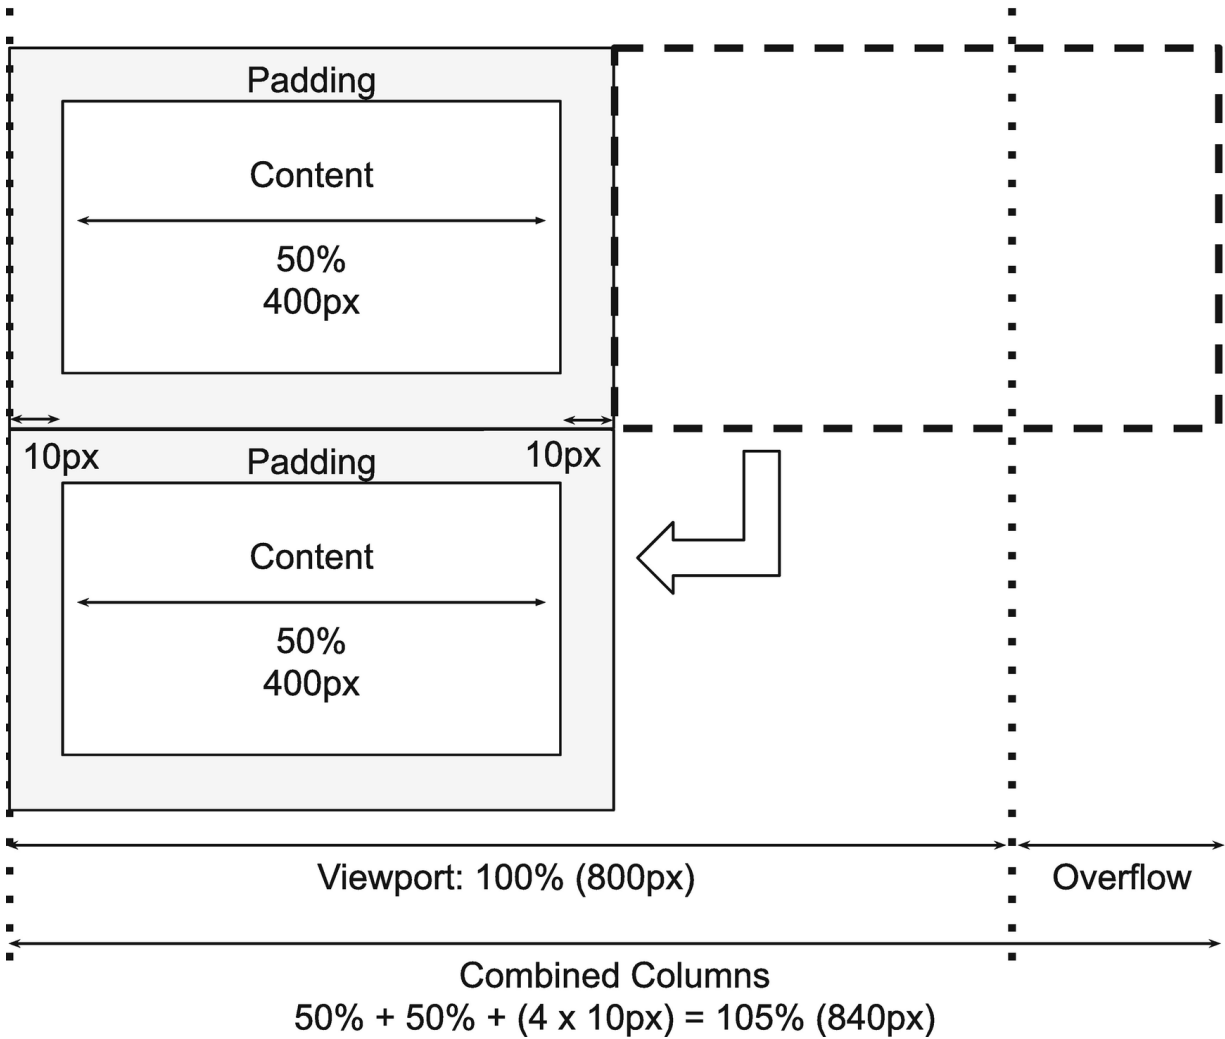 Padding
Content
50%
400px
10px
Padding
10px
Content
50%
400px
Viewport: 100% (800px)
Overflow
Combined Columns
50% + 50% + (4 x 10px) = 105% (840px)